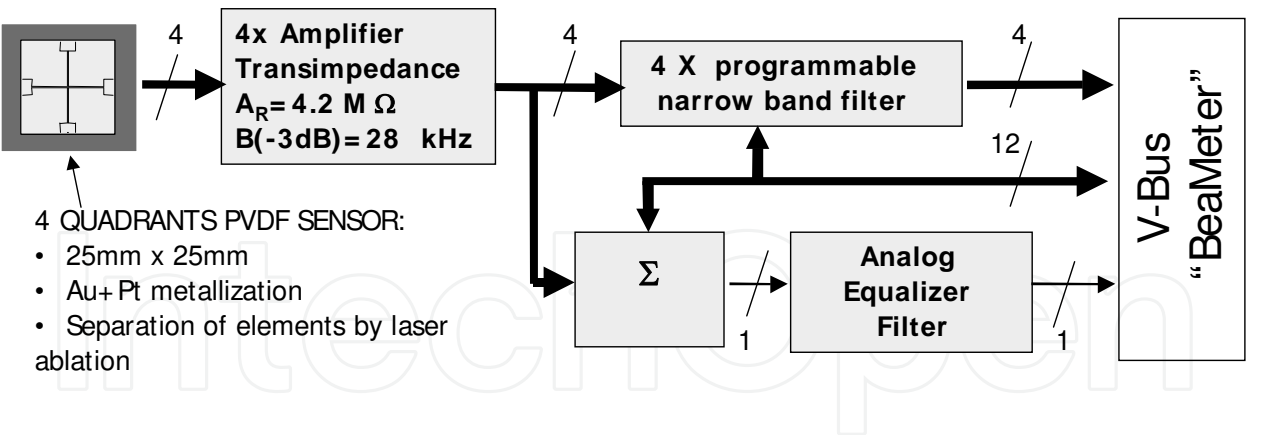 4
4x Amplifier
Transimpedance
A_R= 4.2 M Ω
B(-3dB)= 28 kHz
4
4 X programmable
narrow band filter
4
12
V-Bus
“BeaMeter”
4 QUADRANTS PVDF SENSOR:
• 25mm x 25mm
• Au+Pt metallization
• Separation of elements by laser
ablation
Σ
1
Analog
Equalizer
Filter
1
IntechOpen